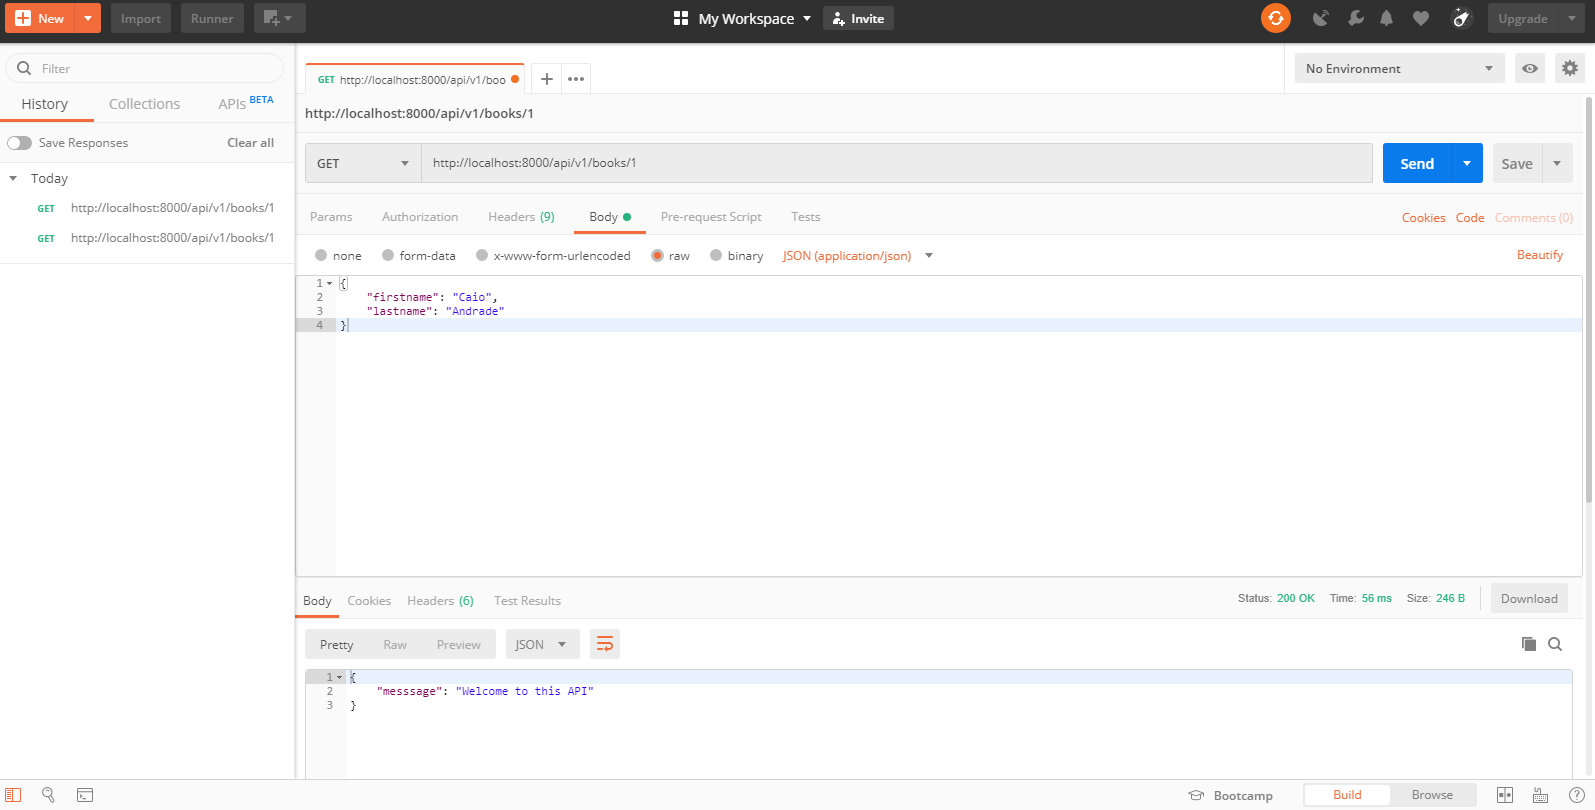 New Import Runner My Workspace Invite Upgrade
Filter
History Collections APIs BETA
Save Responses Clear all
Today
GET http://localhost:8000/api/v1/books/1
GET http://localhost:8000/api/v1/books/1
GET http://localhost:8000/api/v1/boo
No Environment
http://localhost:8000/api/v1/books/1
GET http://localhost:8000/api/v1/books/1 Send Save
Params Authorization Headers (9) Body Pre-request Script Tests Cookies Code Comments (0)
none form-data x-www-form-urlencoded raw binary JSON (application/json) Beautify
1 {
2 "firstname": "Caio",
3 "lastname": "Andrade"
4 }
Body Cookies Headers (6) Test Results Status: 200 OK Time: 56 ms Size: 246 B Download
Pretty Raw Preview JSON
1 {
2 "messsage": "Welcome to this API"
3 }
Bootcamp Build Browse